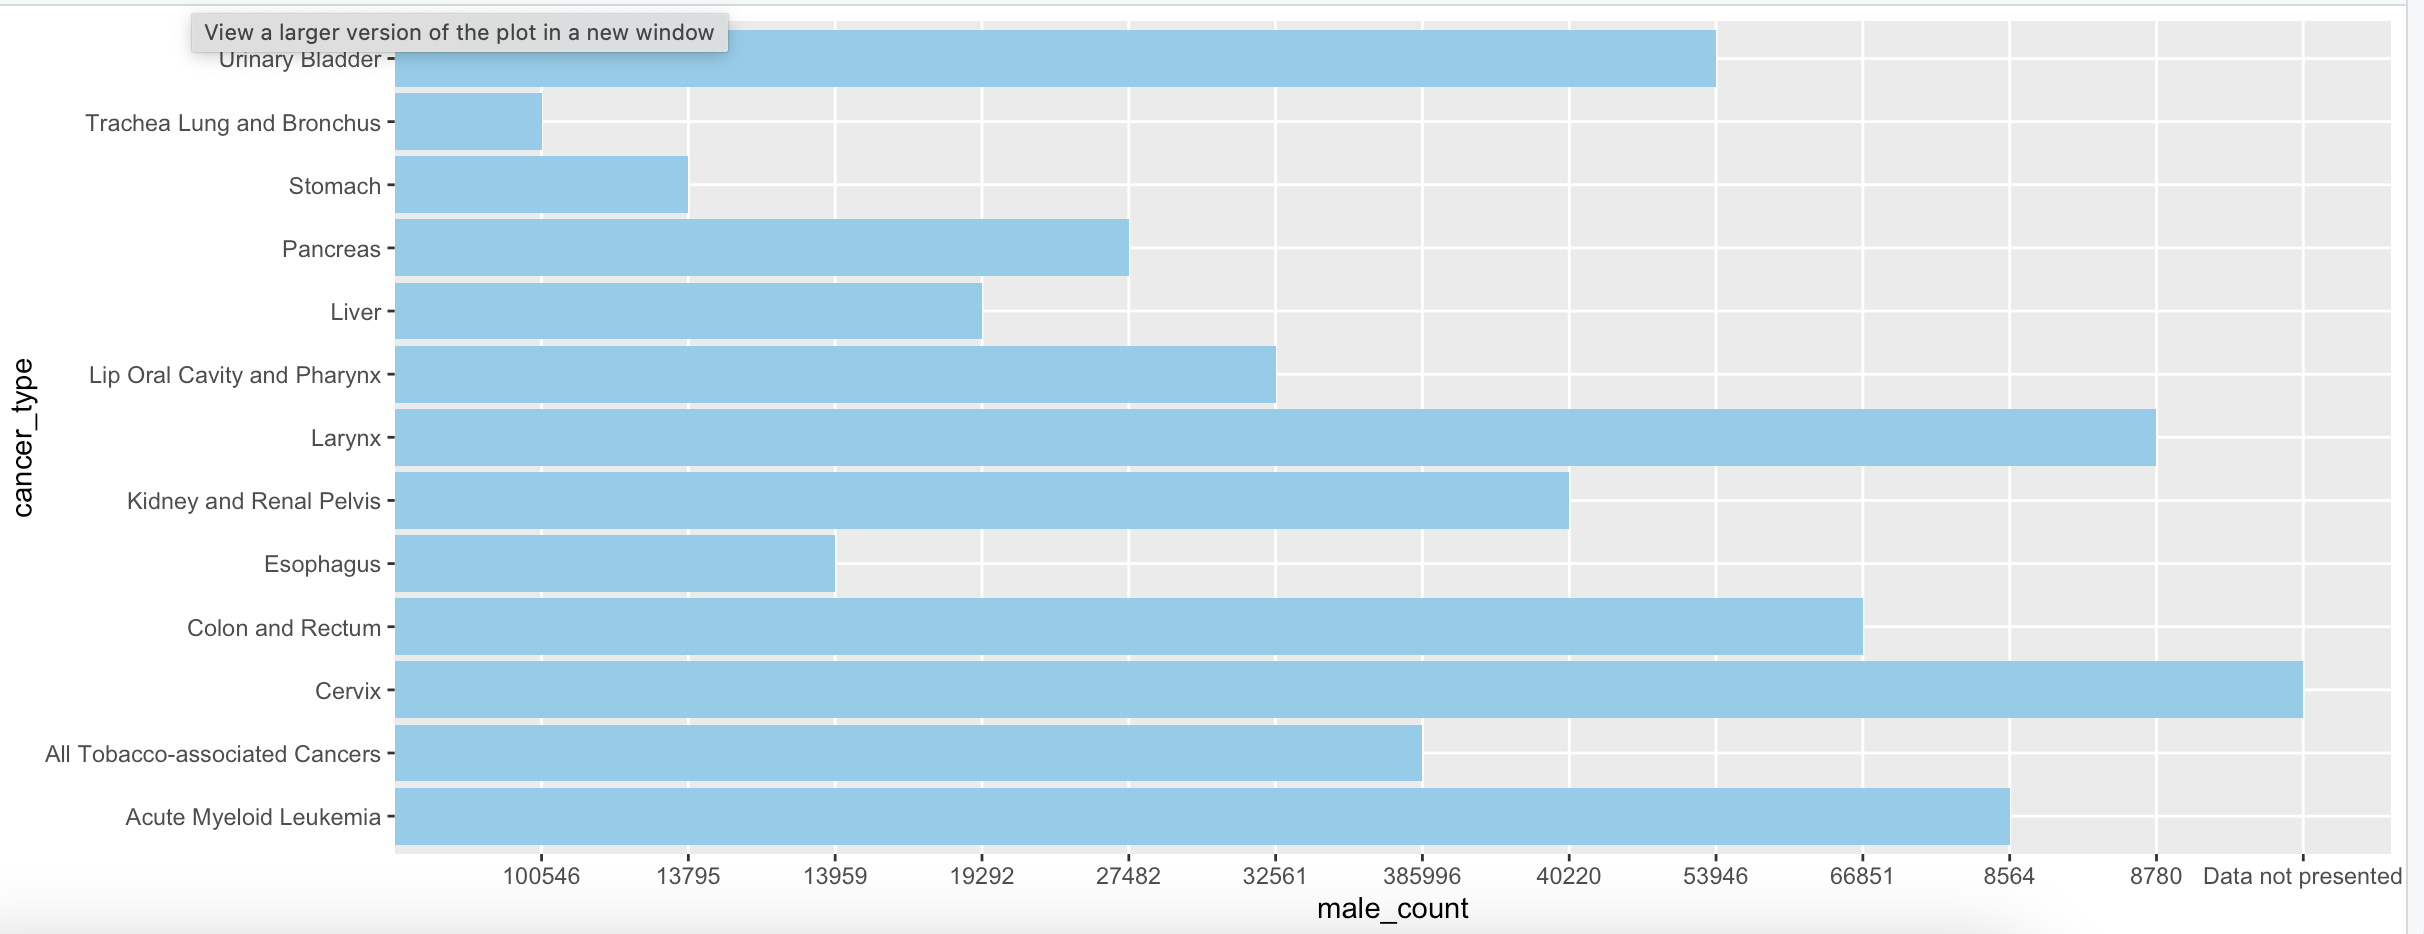 View a larger version of the plot in a new window
Urinary Bladder
Trachea Lung and Bronchus
Stomach
Pancreas
Liver
Lip Oral Cavity and Pharynx
Larynx
Kidney and Renal Pelvis
Esophagus
Colon and Rectum
Cervix
All Tobacco-associated Cancers
Acute Myeloid Leukemia
cancer_type
100546 13795 13959 19292 27482 32561 385996 40220 53946 66851 8564 8780 Data not presented
male_count